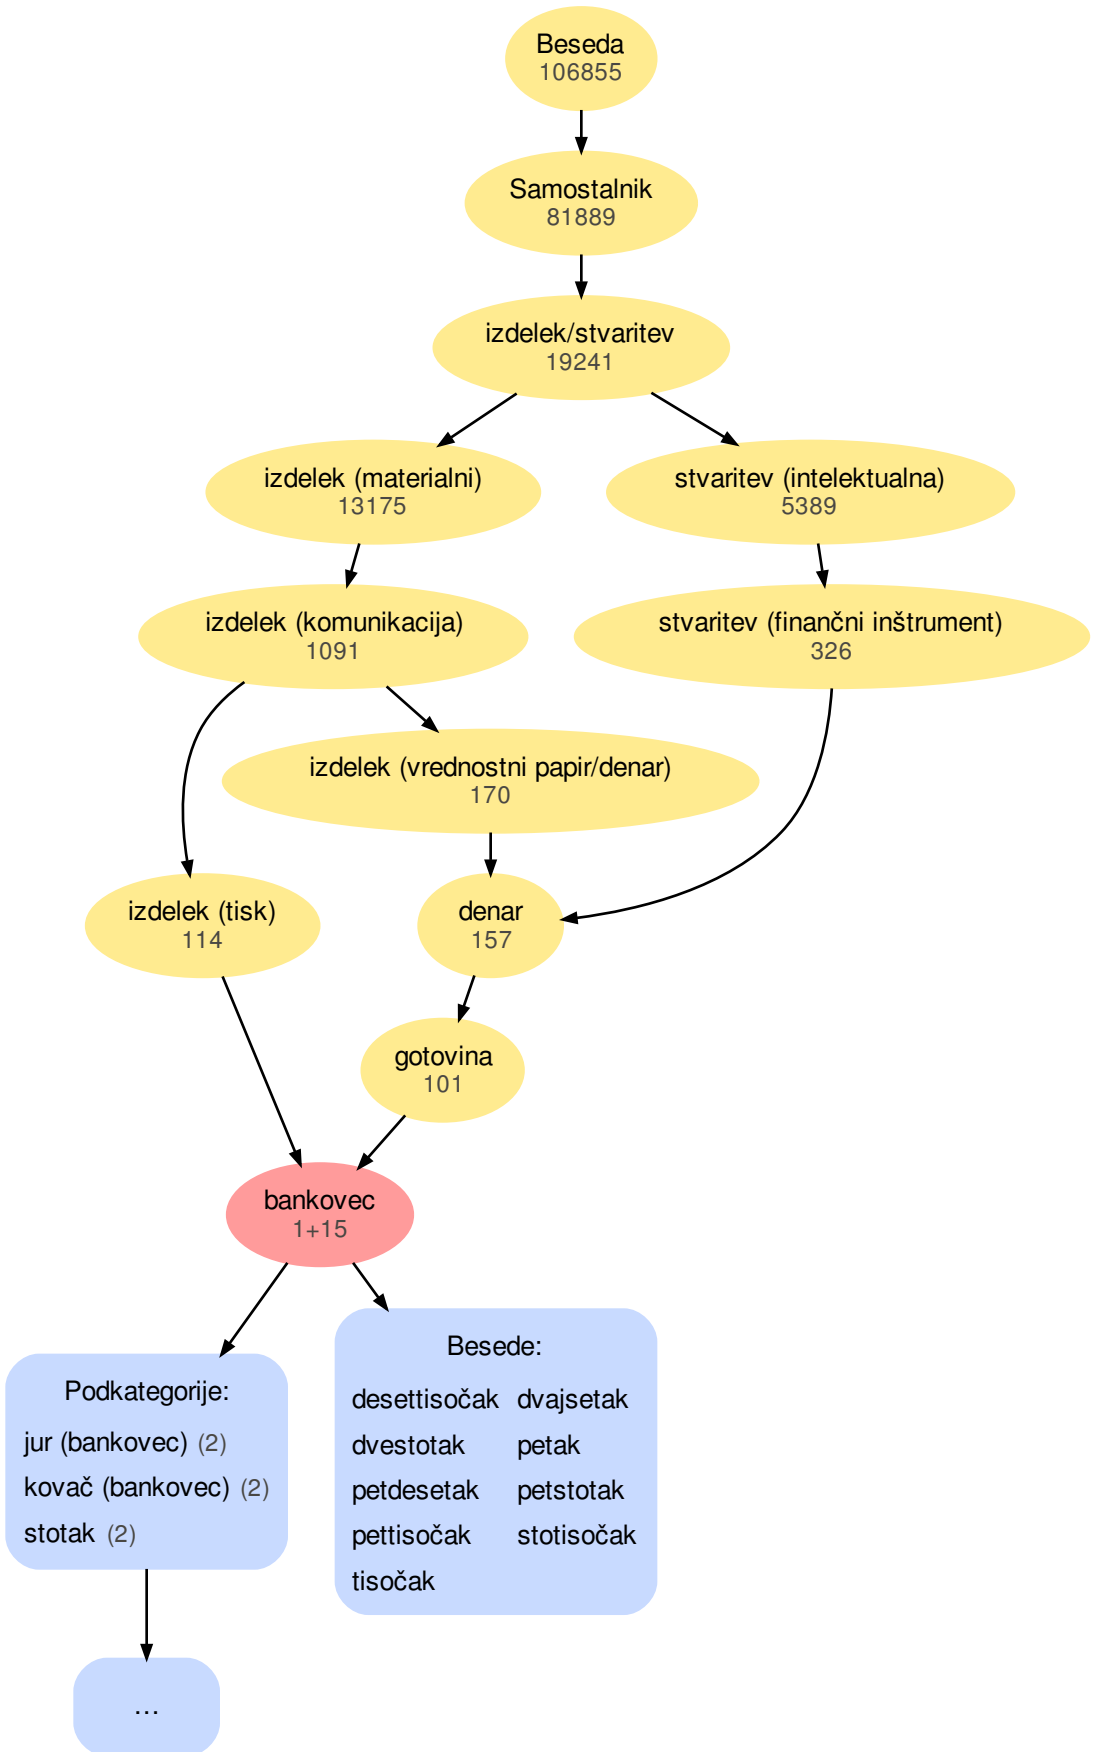 Beseda
106855
Samostalnik
81889
izdelek/stvaritev
19241
izdelek (materialni)
13175
stvaritev (intelektualna)
5389
izdelek (komunikacija)
1091
stvaritev (finančni inštrument)
326
izdelek (vrednostni papir/denar)
170
izdelek (tisk)
114
denar
157
gotovina
101
bankovec
1+15
Podkategorije:
jur (bankovec) (2)
kovač (bankovec) (2)
stotak (2)
Besede:
desettisočak dvajsetak
dvestotak petak
petdesetak petstotak
pettisočak stotisočak
tisočak
…